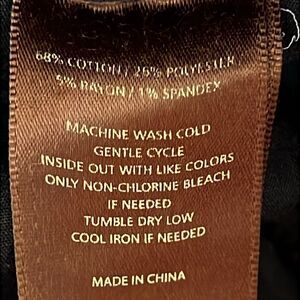 68% COTTON / 26% POLYESTER
5% RAYON / 1% SPANDEX
MACHINE WASH COLD
GENTLE CYCLE
INSIDE OUT WITH LIKE COLORS
ONLY NON-CHLORINE BLEACH
IF NEEDED
TUMBLE DRY LOW
COOL IRON IF NEEDED
MADE IN CHINA